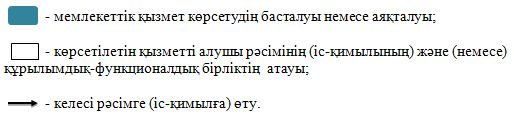 - мемлекеттік қызмет көрсетудің басталуы немесе аяқталуы;
- көрсетілетін қызметті алушы рәсімінің (іс-қимылының) және (немесе)
құрылымдық-функционалдық бірліктің атауы;
- келесі рәсімге (іс-қимылға) өту.